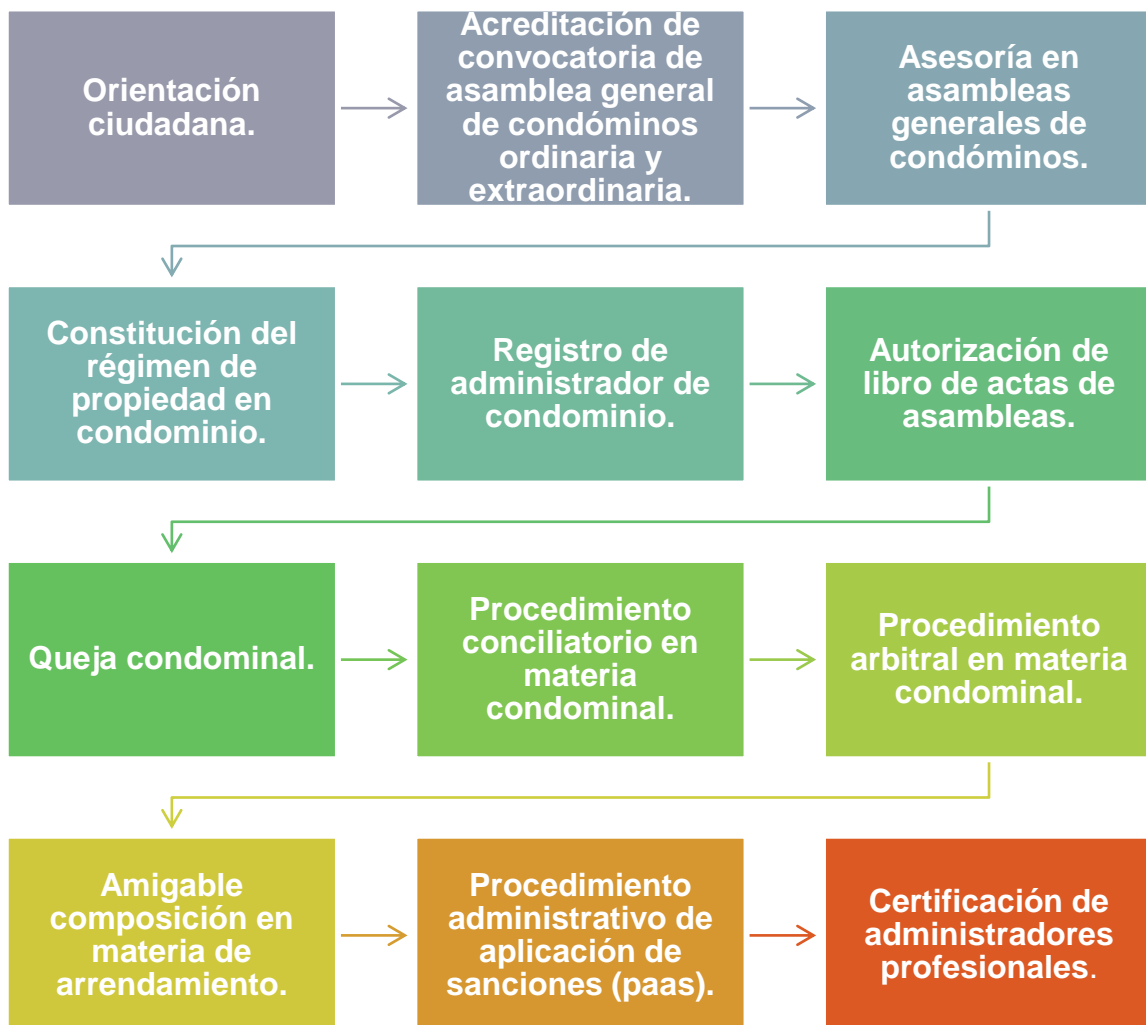 Orientación
ciudadana.
Acreditación de
convocatoria de
asamblea general
de condóminos
ordinaria y
extraordinaria.
Asesoría en
asambleas
generales de
condóminos.
Constitución del
régimen de
propiedad en
condominio.
Registro de
administrador de
condominio.
Autorización de
libro de actas de
asambleas.
Queja condominal.
Procedimiento
conciliatorio en
materia
condominal.
Procedimiento
arbitral en materia
condominal.
Amigable
composición en
materia de
arrendamiento.
Procedimiento
administrativo de
aplicación de
sanciones (paas).
Certificación de
administradores
profesionales.